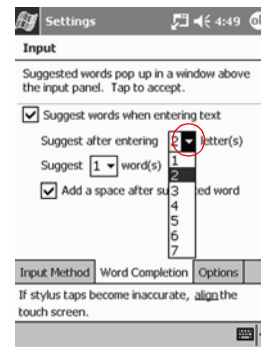 Settings 4:49
Input
Suggested words pop up in a window above
the input panel. Tap to accept.
Suggest words when entering text
Suggest after entering 2 letter(s)
1
Suggest 1 word(s)
2
Add a space after su 3 ed word
4
5
6
7
Input Method Word Completion Options
If stylus taps become inaccurate, align the
touch screen.